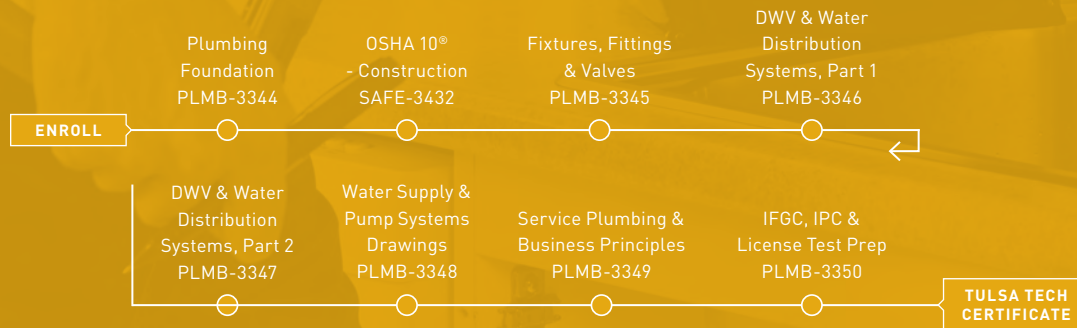 ENROLL
Plumbing
Foundation
PLMB-3344
OSHA 10®
- Construction
SAFE-3432
Fixtures, Fittings
& Valves
PLMB-3345
DWV & Water
Distribution
Systems, Part 1
PLMB-3346
DWV & Water
Distribution
Systems, Part 2
PLMB-3347
Water Supply &
Pump Systems
Drawings
PLMB-3348
Service Plumbing &
Business Principles
PLMB-3349
IFGC, IPC &
License Test Prep
PLMB-3350
TULSA TECH
CERTIFICATE